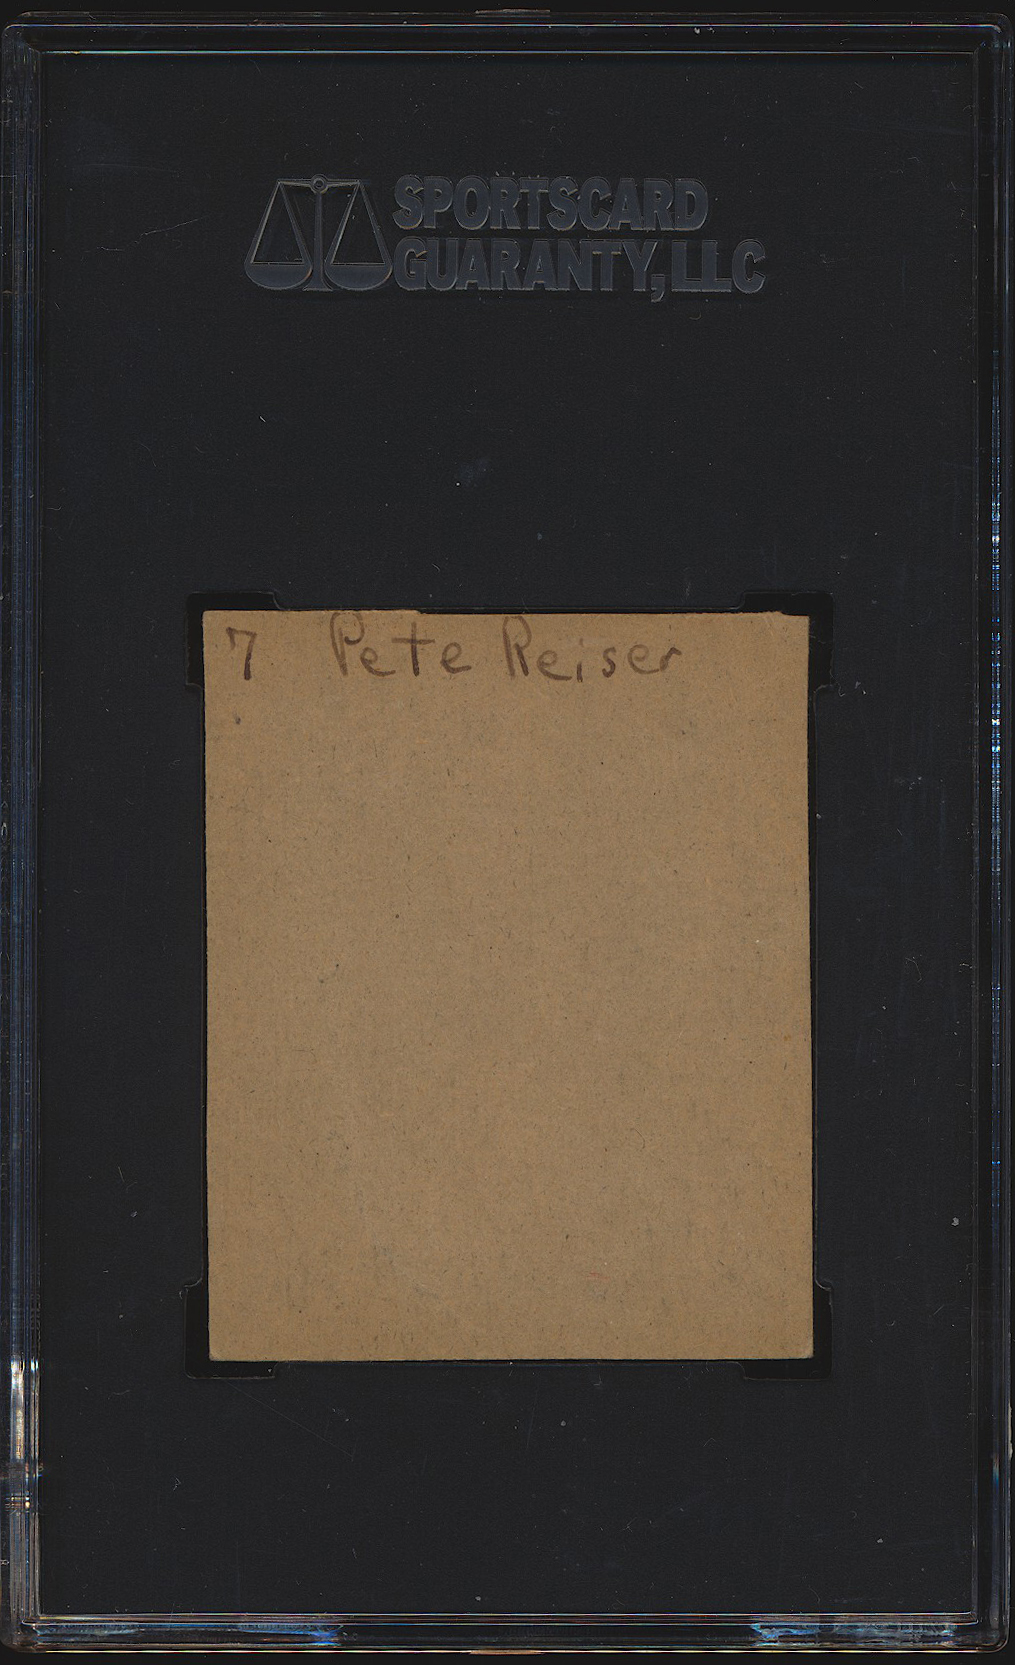 SPORTSCARD
GUARANTY, LLC
7 Pete Reiser